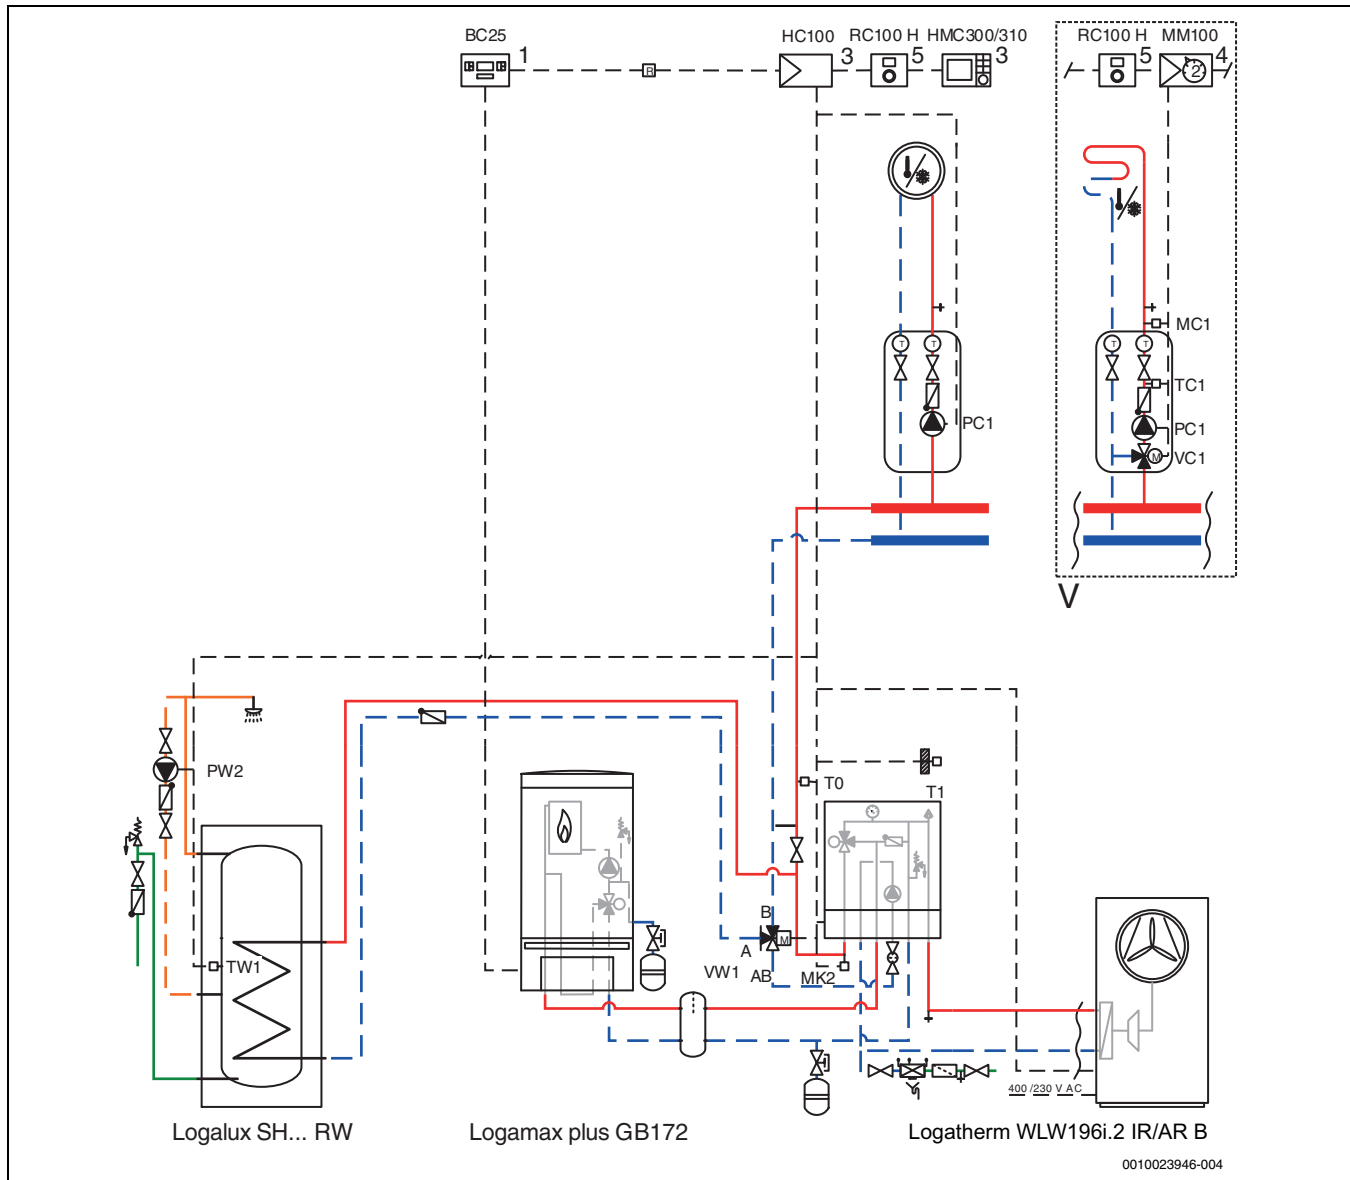 BC25 HC100 RC100 H HMC300/310 RC100 H MM100
1 3 5 3 5 4
R 2
T T T T
MC1
TC1
PC1 PC1
M VC1
V
PW2
T0
T1
B
M
A
TW1
VW1 AB MK2
400 /230 V AC
Logalux SH... RW Logamax plus GB172 Logatherm WLW196i.2 IR/AR B
0010023946-004